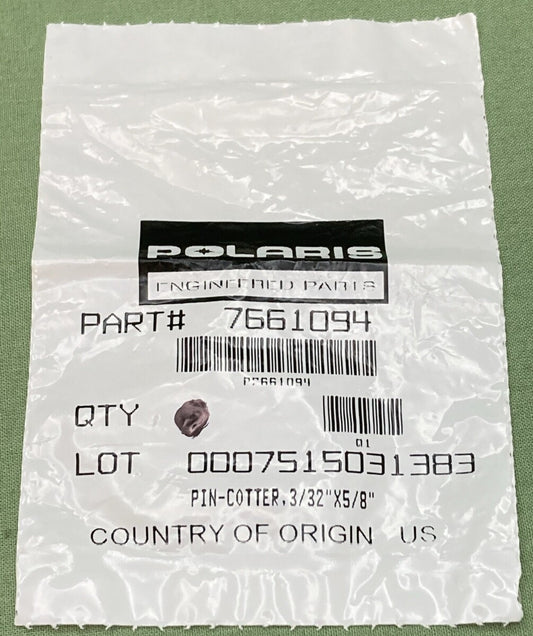 POLARIS
ENGINEERED PARTS
PART# 7661094
P7661094
QTY
01
LOT 0007515031383
PIN-COTTER,3/32"X5/8"
COUNTRY OF ORIGIN US